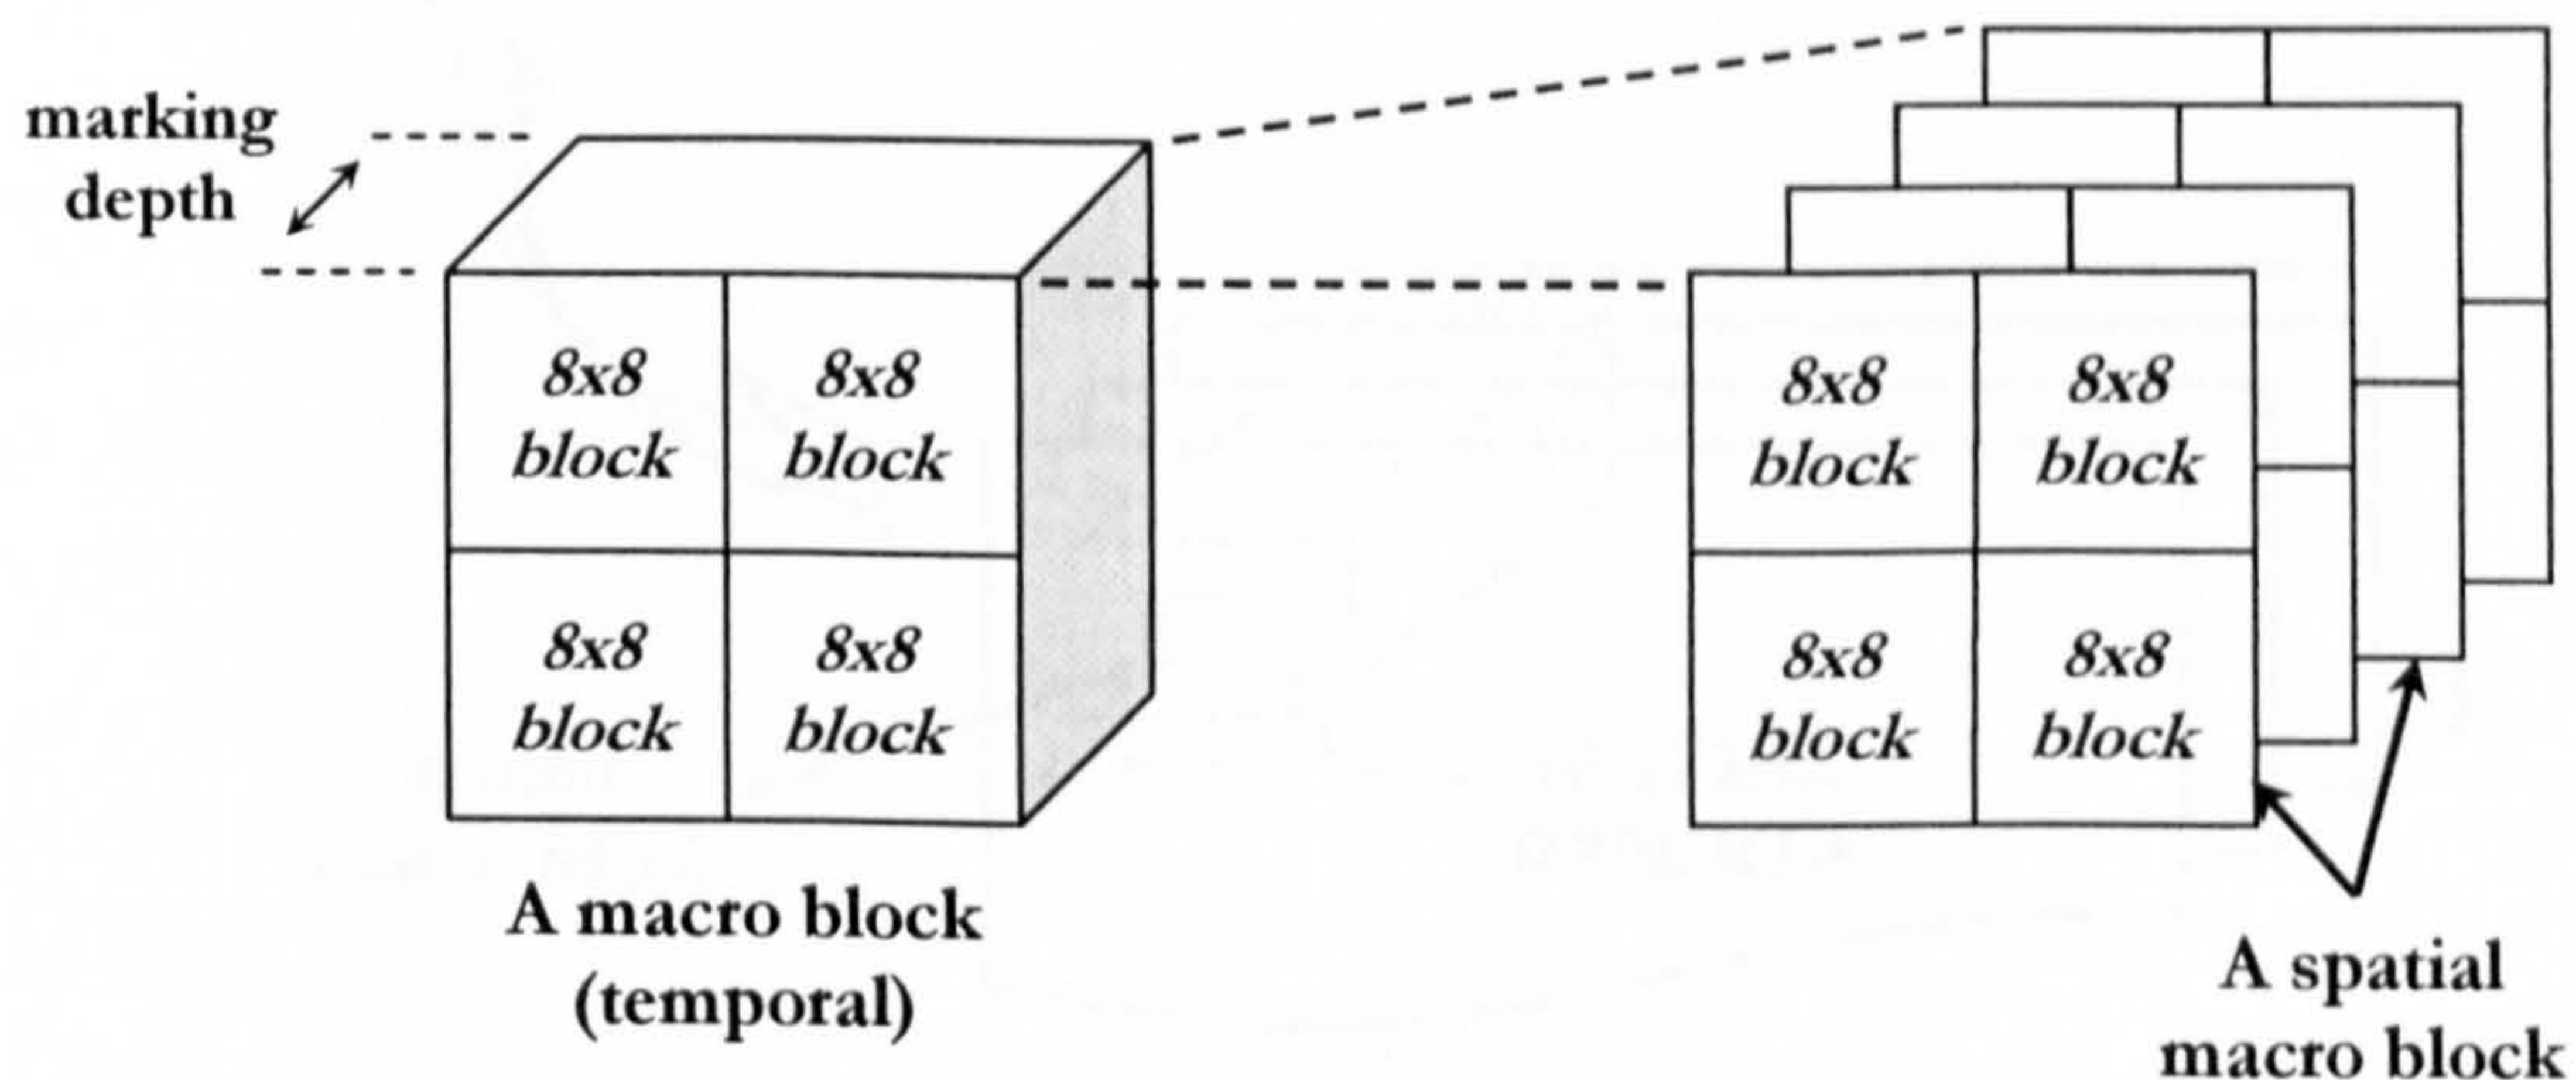 marking
depth
8x8
block
8x8
block
8x8
block
8x8
block
A macro block
(temporal)
8x8
block
8x8
block
8x8
block
8x8
block
A spatial
macro block